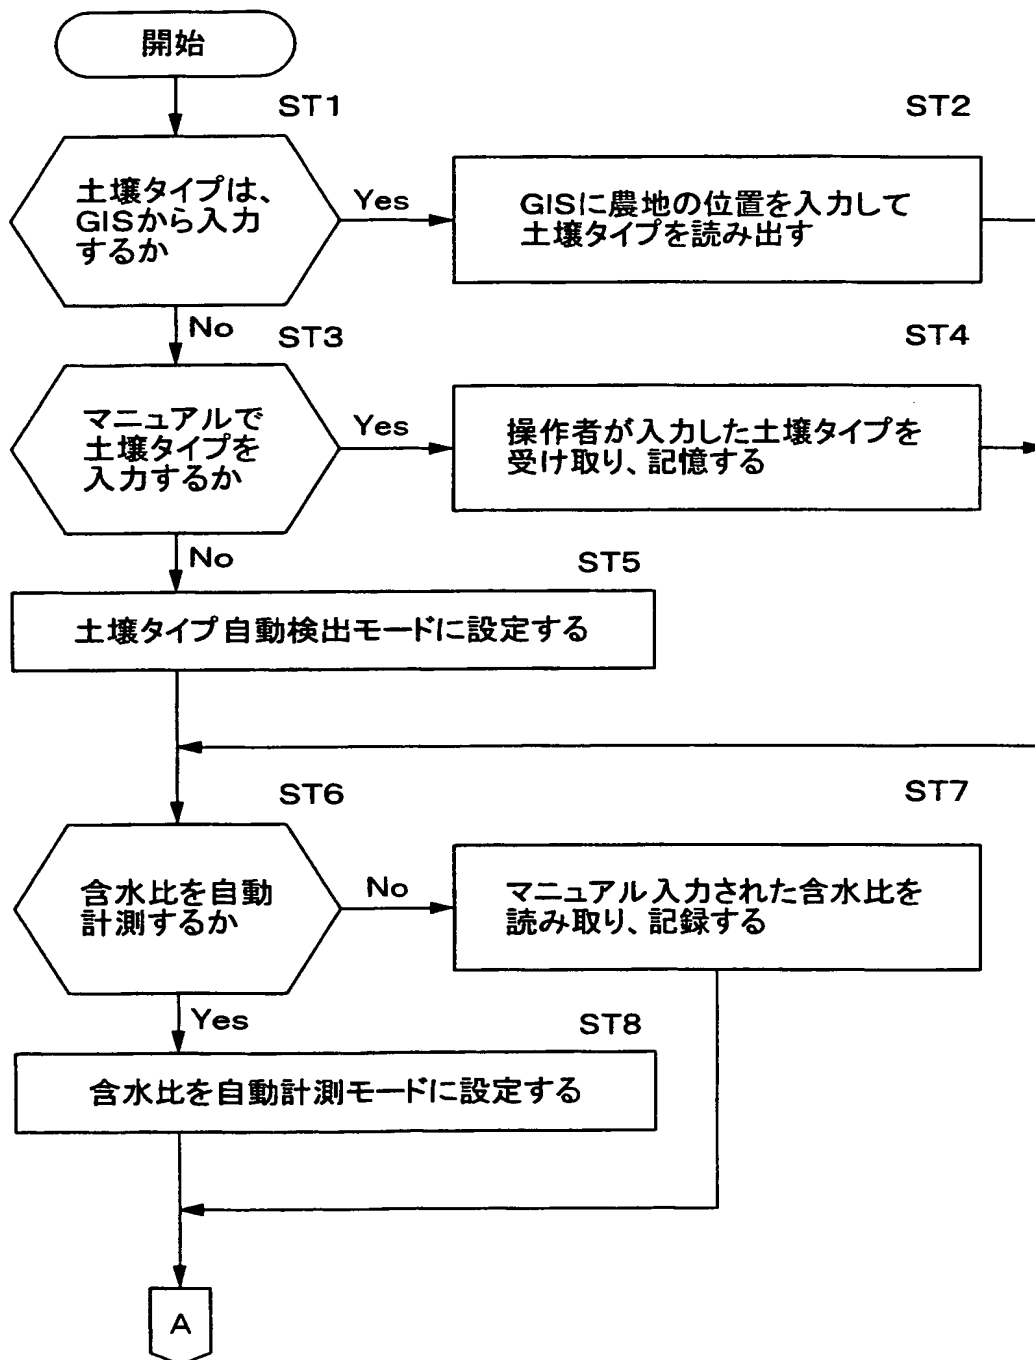 開始
ST1
土壌タイプは、
GISから入力
するか
Yes
ST2
GISに農地の位置を入力して
土壌タイプを読み出す
No
ST3
マニュアルで
土壌タイプを
入力するか
Yes
ST4
操作者が入力した土壌タイプを
受け取り、記憶する
No
ST5
土壌タイプ自動検出モードに設定する
ST6
含水比を自動
計測するか
No
ST7
マニュアル入力された含水比を
読み取り、記録する
Yes
ST8
含水比を自動計測モードに設定する
A